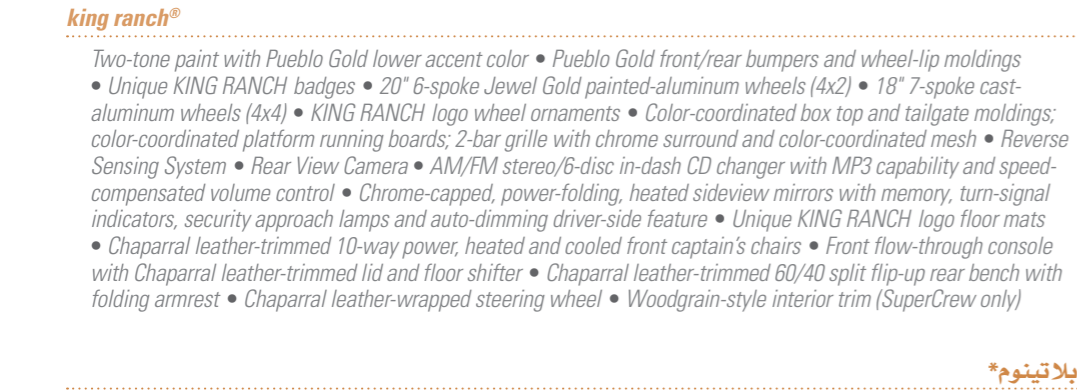 king ranch®
Two-tone paint with Pueblo Gold lower accent color • Pueblo Gold front/rear bumpers and wheel-lip moldings
• Unique KING RANCH badges • 20" 6-spoke Jewel Gold painted-aluminum wheels (4x2) • 18" 7-spoke cast-
aluminum wheels (4x4) • KING RANCH logo wheel ornaments • Color-coordinated box top and tailgate moldings;
color-coordinated platform running boards; 2-bar grille with chrome surround and color-coordinated mesh • Reverse
Sensing System • Rear View Camera • AM/FM stereo/6-disc in-dash CD changer with MP3 capability and speed-
compensated volume control • Chrome-capped, power-folding, heated sideview mirrors with memory, turn-signal
indicators, security approach lamps and auto-dimming driver-side feature • Unique KING RANCH logo floor mats
• Chaparral leather-trimmed 10-way power, heated and cooled front captain's chairs • Front flow-through console
with Chaparral leather-trimmed lid and floor shifter • Chaparral leather-trimmed 60/40 split flip-up rear bench with
folding armrest • Chaparral leather-wrapped steering wheel • Woodgrain-style interior trim (SuperCrew only)
بلاتينوم*